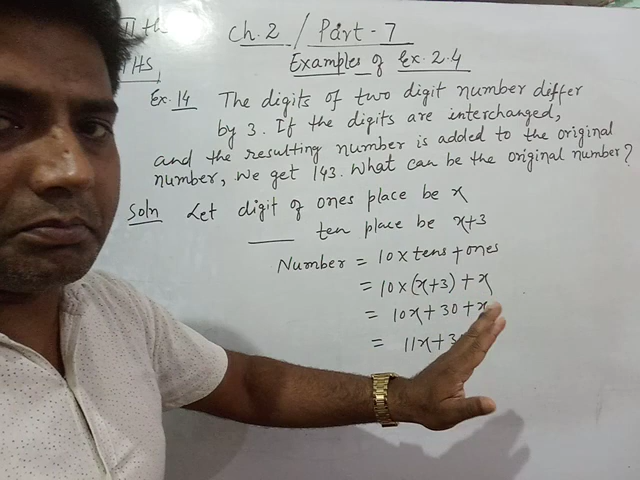 th
Ch.2 / Part-7
THS
Examples of Ex. 2.4
Ex. 14 The digits of two digit number differ
by 3. If the digits are interchanged,
and the resulting number is added to the original
number, we get 143. What can be the original number?
Soln Let digit of ones place be x
ten place be x+3
Number = 10 x tens + ones
= 10 x (x+3) + x
= 10x + 30 + x
= 11x + 3